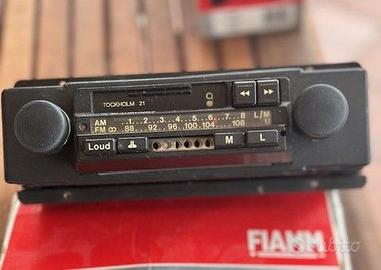 TOCKHOLM 21
AM ..1...2...3...4...5...6...7...8 L/M
FM 88 92 96 100 104 108 U
Loud M L
FIAMM
subito